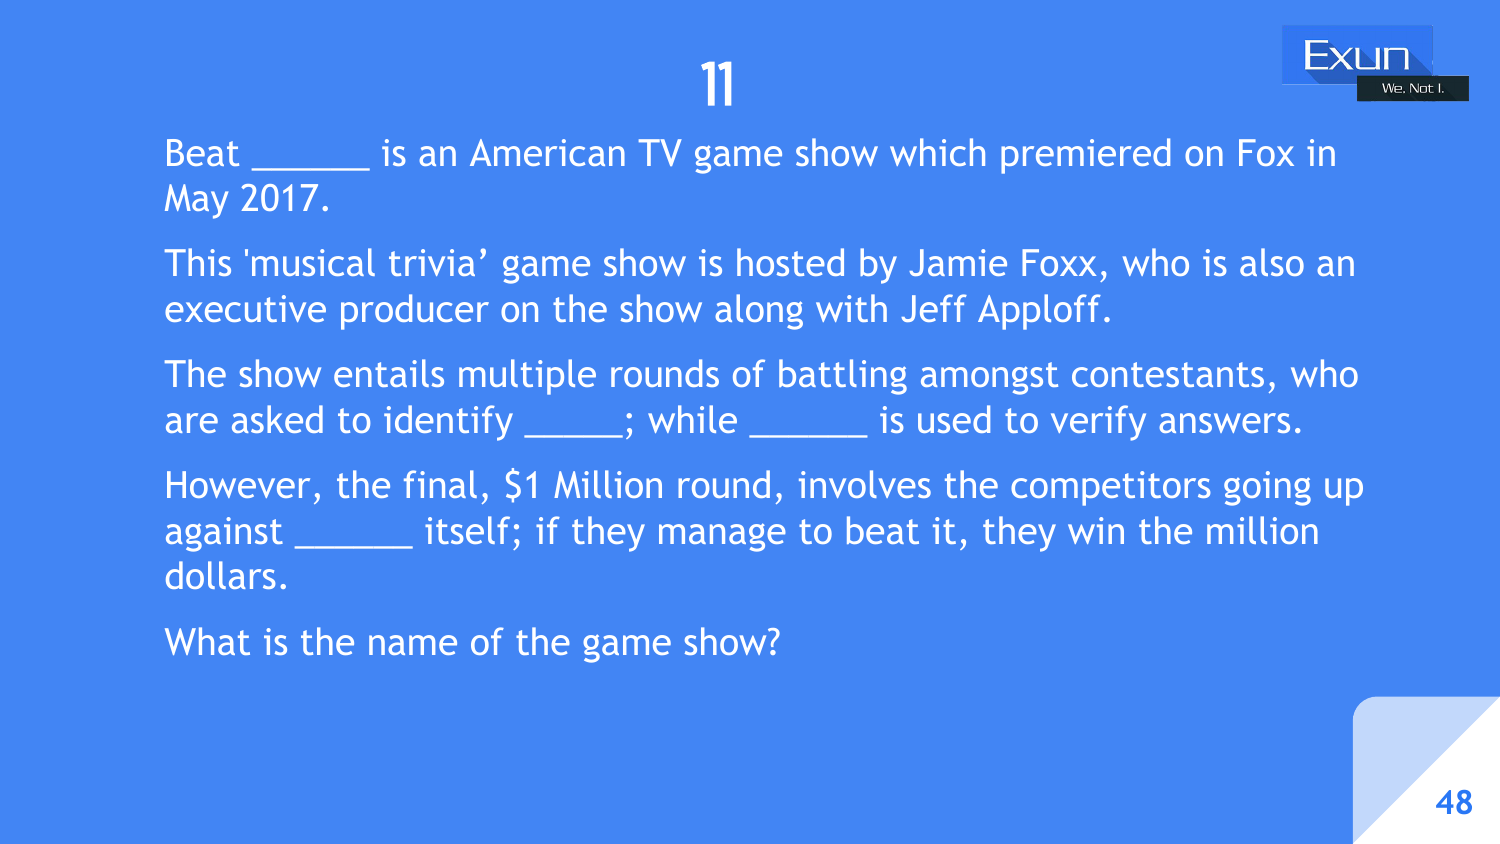 11
Exun
We. Not I.
Beat ______ is an American TV game show which premiered on Fox in
May 2017.
This 'musical trivia’ game show is hosted by Jamie Foxx, who is also an
executive producer on the show along with Jeff Apploff.
The show entails multiple rounds of battling amongst contestants, who
are asked to identify _____; while ______ is used to verify answers.
However, the final, $1 Million round, involves the competitors going up
against ______ itself; if they manage to beat it, they win the million
dollars.
What is the name of the game show?
48